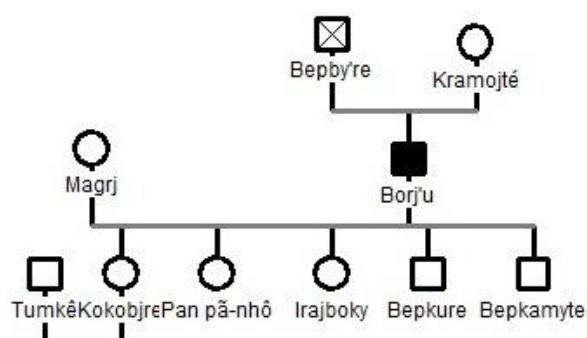 Bepby're
Kramojté
Magrj
Borj'u
Tumkê Kokobjre Pan pã-nhô Irajboky Bepkure Bepkamyte